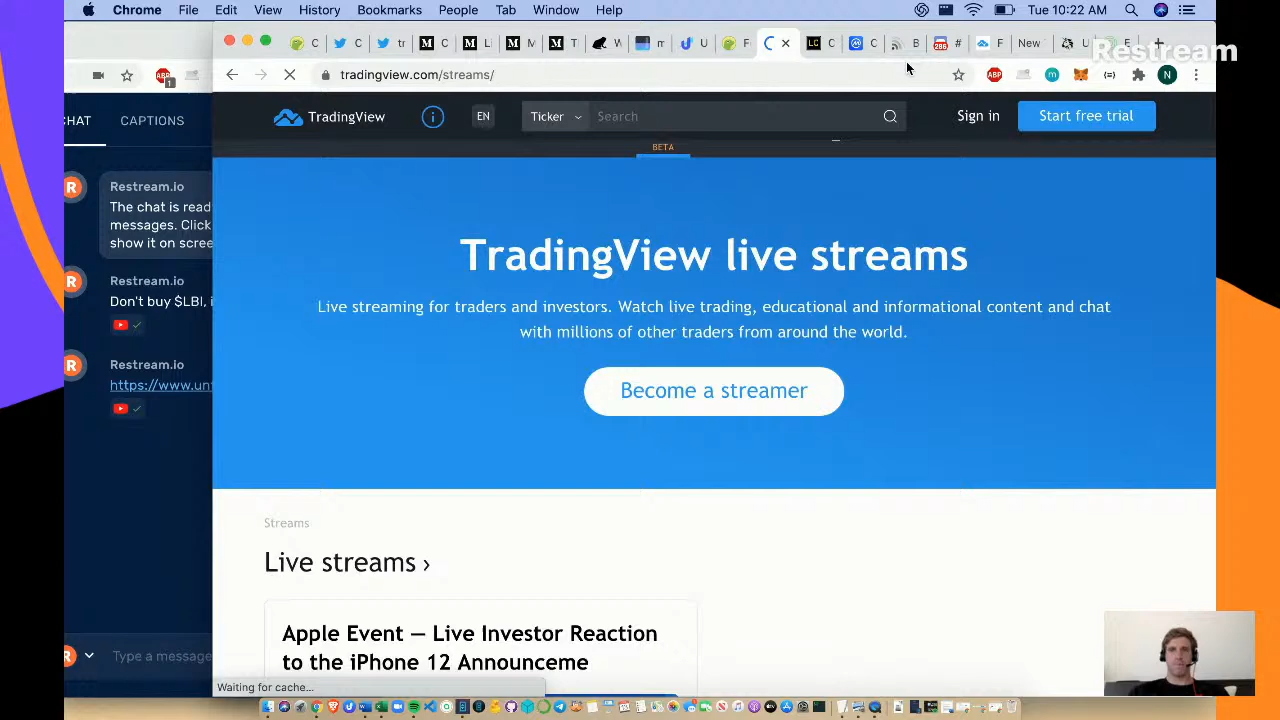 Chrome File Edit View History Bookmarks People Tab Window Help
Tue 10:22 AM
Restream
tradingview.com/streams/
CHAT CAPTIONS
TradingView EN Ticker Search Sign in Start free trial
BETA
Restream.io
The chat is read
messages. Click
show it on scree
Restream.io
Don't buy $LBI, i
Restream.io
https://www.un
Type a message
TradingView live streams
Live streaming for traders and investors. Watch live trading, educational and informational content and chat
with millions of other traders from around the world.
Become a streamer
Streams
Live streams ›
Apple Event — Live Investor Reaction
to the iPhone 12 Announceme
Waiting for cache...